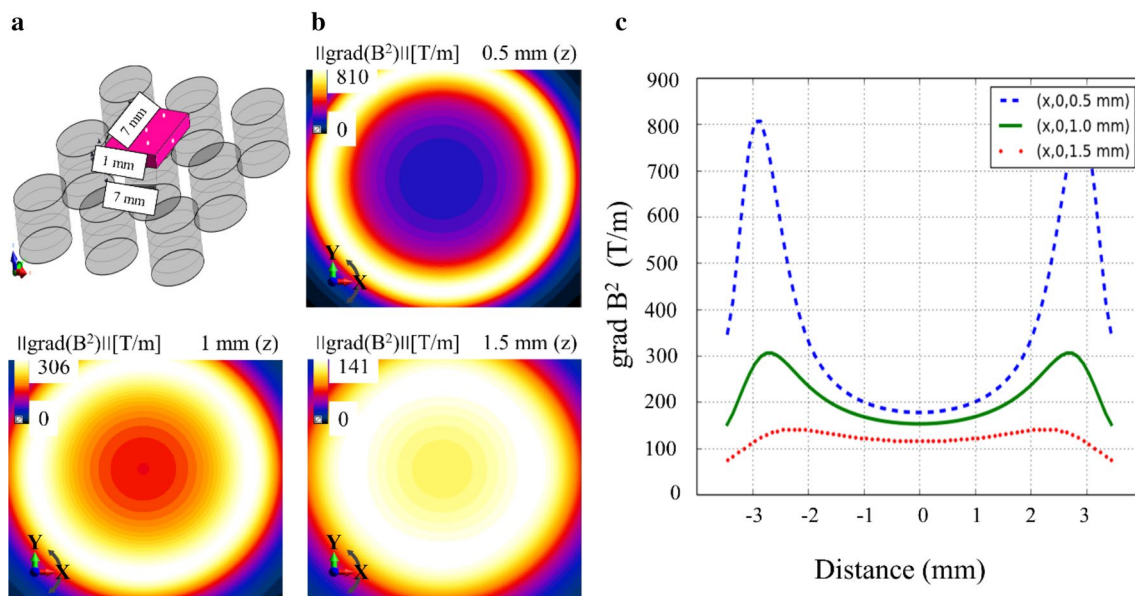 a
b
c
7 mm
1 mm
7 mm
||grad(B²)||[T/m] 0.5 mm (z)
810
0
Y
X
||grad(B²)||[T/m] 1 mm (z)
306
0
Y
X
||grad(B²)||[T/m] 1.5 mm (z)
141
0
Y
X
grad B² (T/m)
900
800
700
600
500
400
300
200
100
0
(x,0,0.5 mm)
(x,0,1.0 mm)
(x,0,1.5 mm)
-3 -2 -1 0 1 2 3
Distance (mm)